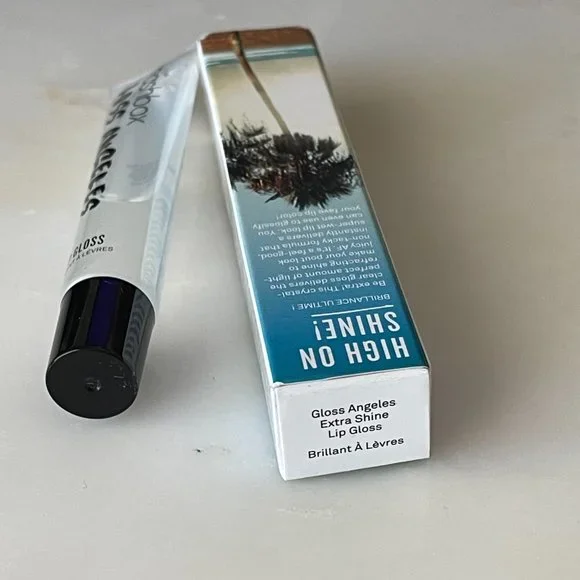 HIGH ON
SHINE!
BRILLANCE ULTIME !
Be extra! This crystal-
clear gloss delivers the
perfect amount of light-
refracting shine to
make your pout look
juicy AF. It's a feel-good,
non-tacky formula that
instantly delivers a
super-wet look. You
can even use to glossify
your fave lip color!
Gloss Angeles
Extra Shine
Lip Gloss
Brillant À Lèvres
box
ANGELES
GLOSS
À LÈVRES